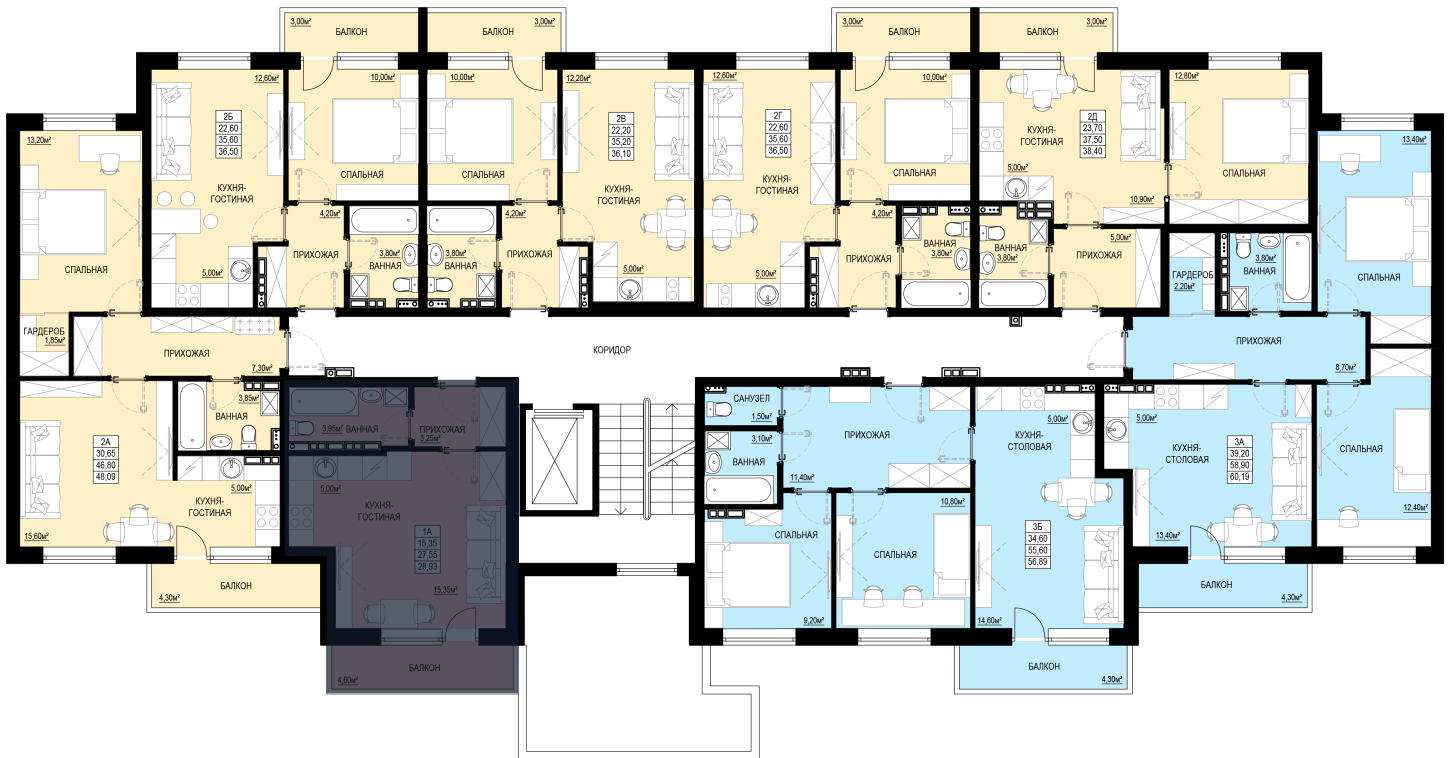 3,00м²
БАЛКОН
БАЛКОН
3,00м²
3,00м²
БАЛКОН
БАЛКОН
3,00м²
12,60м²
2Б
22,60
35,60
36,50
КУХНЯ-
ГОСТИНАЯ
5,00м²
10,00м²
СПАЛЬНАЯ
4,20м²
ПРИХОЖАЯ
3,80м²
ВАННАЯ
10,00м²
СПАЛЬНАЯ
3,80м²
ВАННАЯ
4,20м²
ПРИХОЖАЯ
12,20м²
2В
22,20
35,20
36,10
КУХНЯ-
ГОСТИНАЯ
5,00м²
12,60м²
2Г
22,60
35,60
36,50
КУХНЯ-
ГОСТИНАЯ
5,00м²
10,00м²
СПАЛЬНАЯ
4,20м²
ПРИХОЖАЯ
ВАННАЯ
3,80м²
2Д
23,70
37,50
38,40
КУХНЯ-
ГОСТИНАЯ
5,00м²
10,90м²
ВАННАЯ
3,80м²
5,00м²
ПРИХОЖАЯ
12,80м²
СПАЛЬНАЯ
13,20м²
СПАЛЬНАЯ
ГАРДЕРОБ
1,85м²
ПРИХОЖАЯ
7,30м²
3,85м²
ВАННАЯ
2А
30,65
46,80
48,09
5,00м²
КУХНЯ-
ГОСТИНАЯ
15,60м²
БАЛКОН
4,30м²
КОРИДОР
3,95м²
ВАННАЯ
ПРИХОЖАЯ
3,25м²
5,00м²
КУХНЯ-
ГОСТИНАЯ
1А
15,35
27,55
28,93
15,35м²
БАЛКОН
4,60м²
САНУЗЕЛ
1,50м²
3,10м²
ВАННАЯ
ПРИХОЖАЯ
11,40м²
СПАЛЬНАЯ
9,20м²
10,80м²
СПАЛЬНАЯ
5,00м²
КУХНЯ-
СТОЛОВАЯ
3Б
34,60
55,60
56,89
14,60м²
БАЛКОН
4,30м²
ГАРДЕРОБ
2,20м²
3,80м²
ВАННАЯ
ПРИХОЖАЯ
8,70м²
13,40м²
СПАЛЬНАЯ
5,00м²
КУХНЯ-
СТОЛОВАЯ
3А
39,20
58,90
60,19
13,40м²
СПАЛЬНАЯ
12,40м²
БАЛКОН
4,30м²